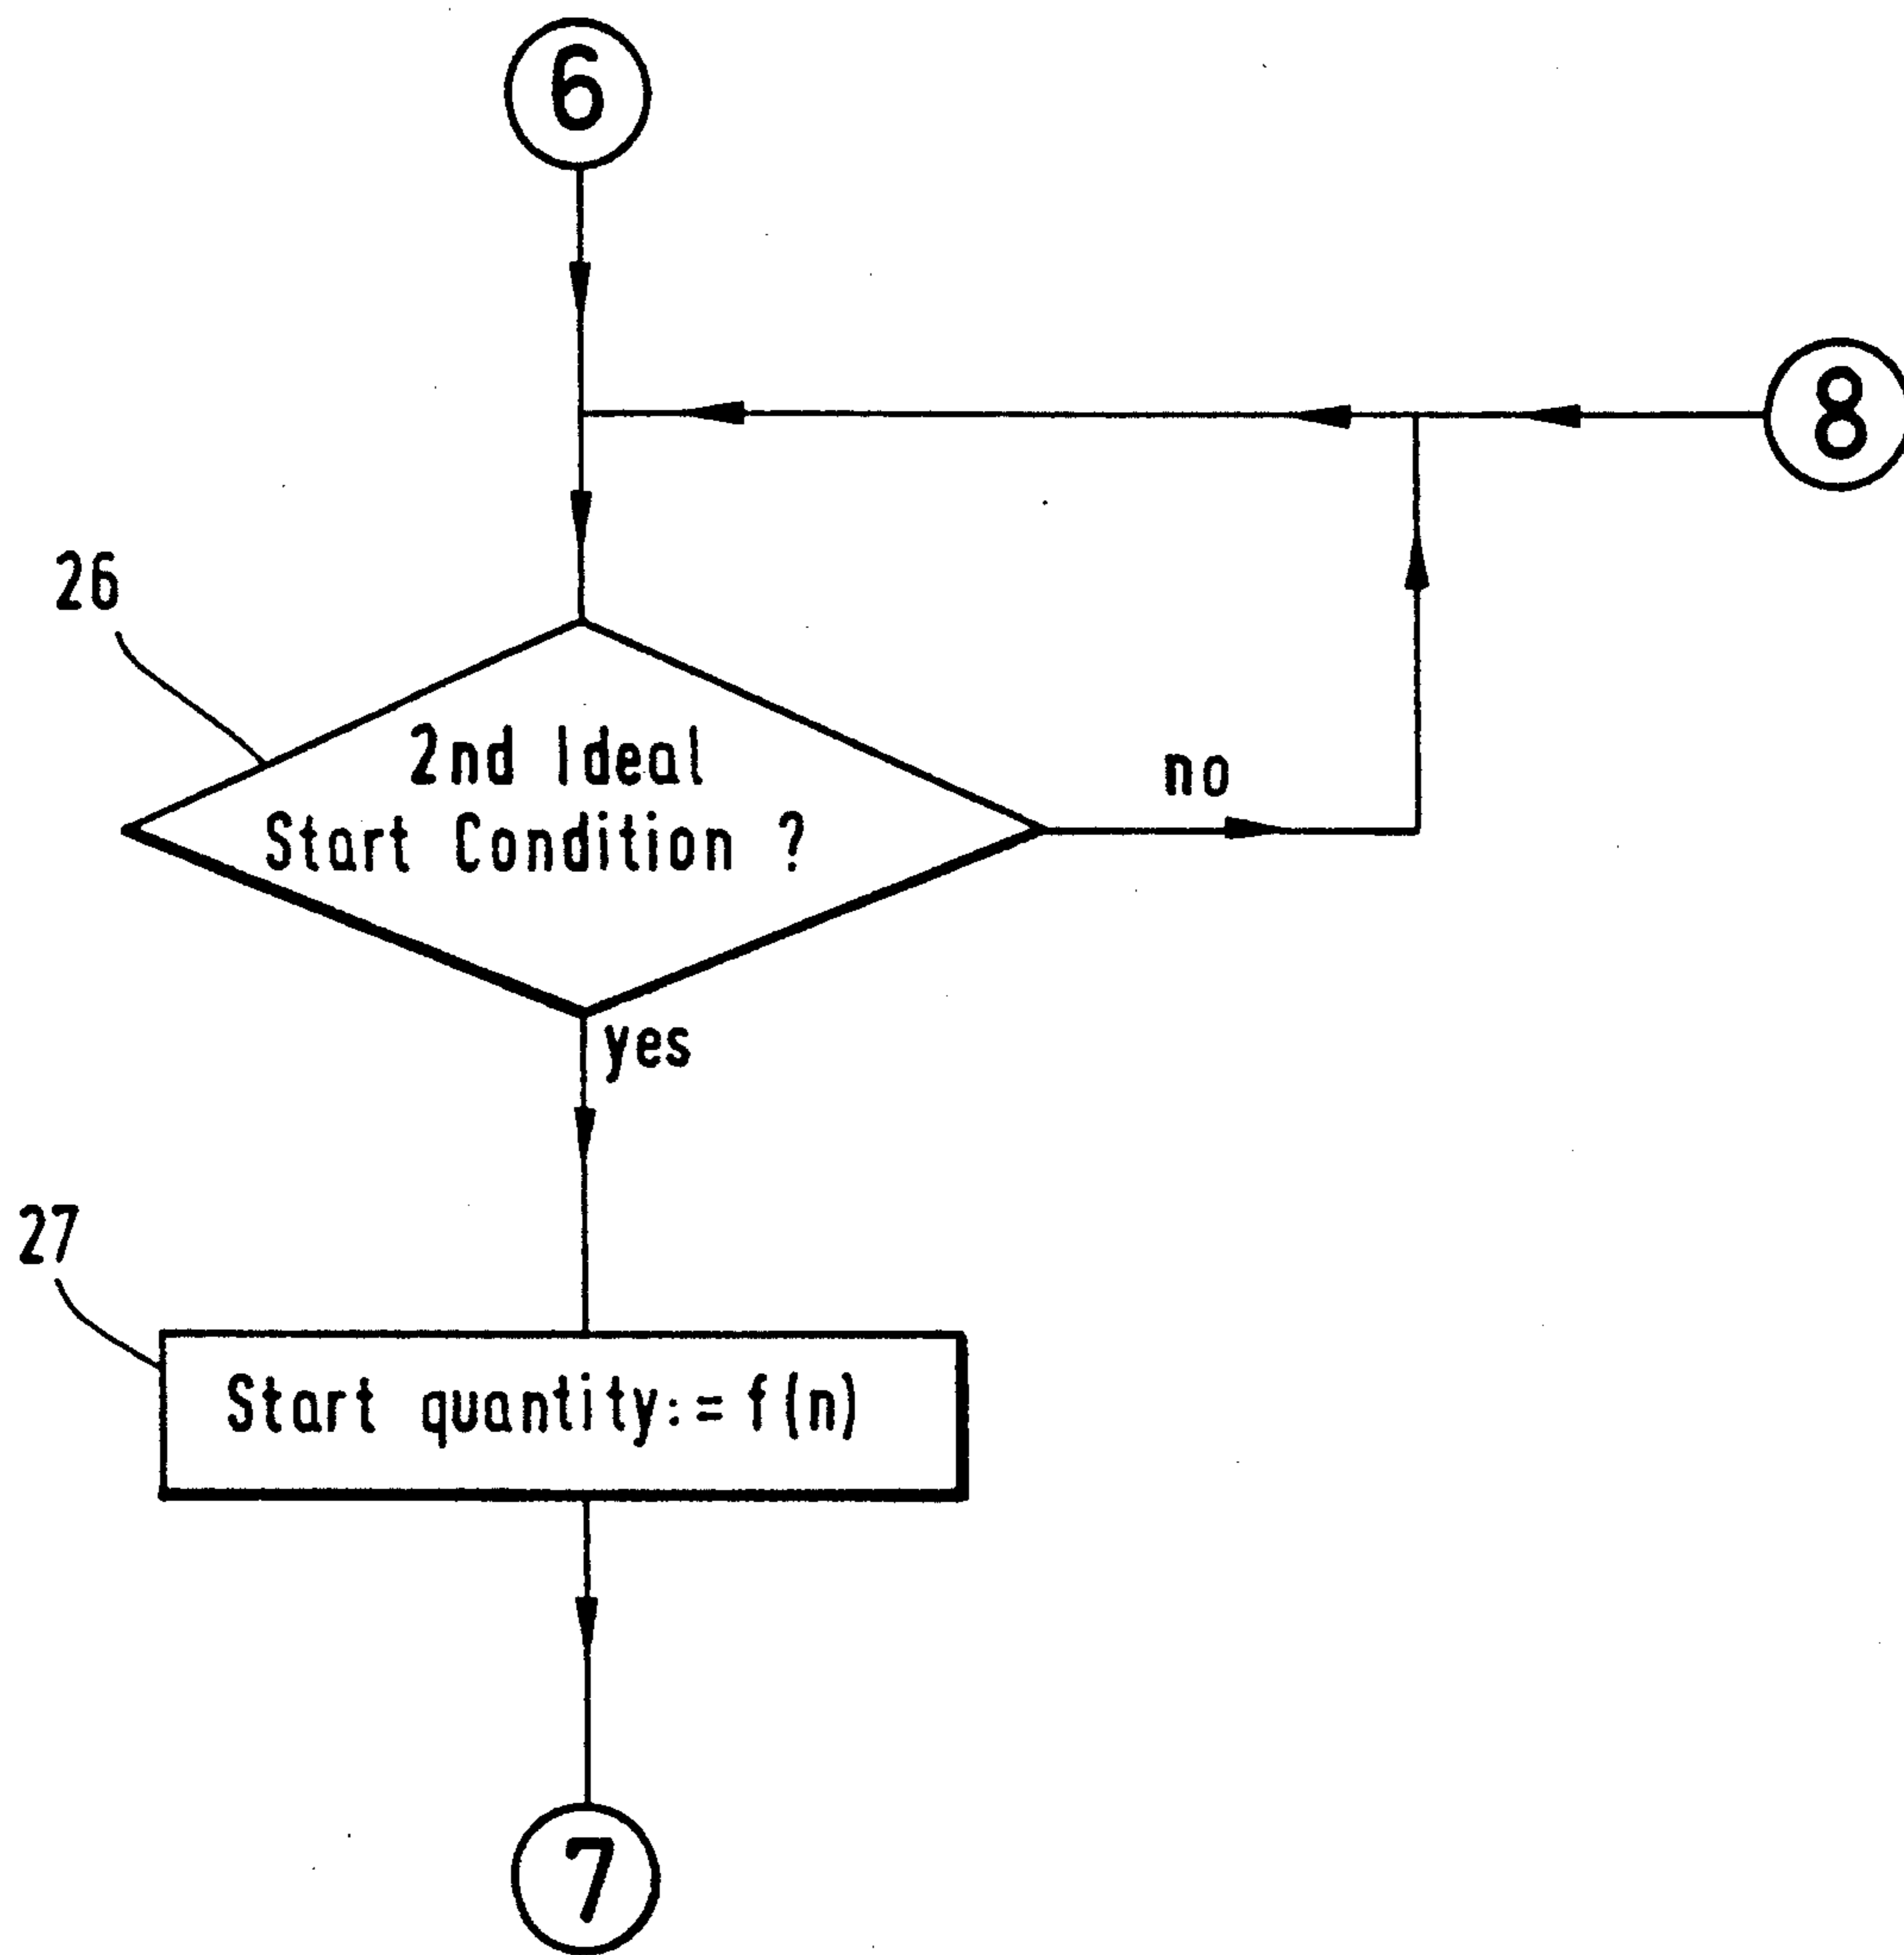 6
8
26
2nd Ideal
Start Condition ?
no
yes
27
Start quantity:= f(n)
7